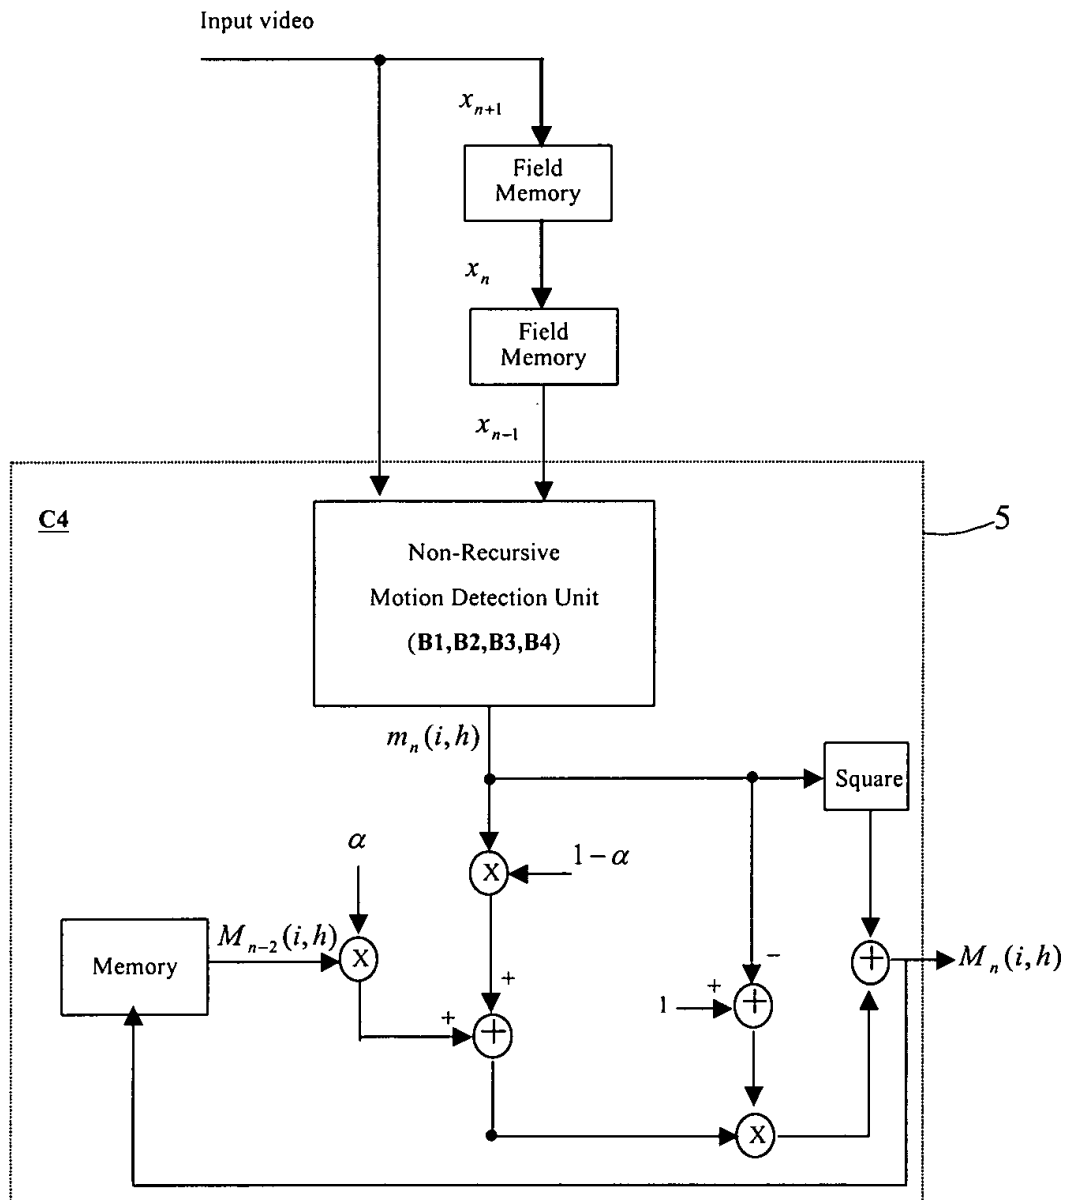 Input video
x_{n+1}
Field
Memory
x_n
Field
Memory
x_{n-1}
C4
5
Non-Recursive
Motion Detection Unit
(B1,B2,B3,B4)
m_n(i,h)
Square
α
X
1-α
Memory
M_{n-2}(i,h)
X
+
−
+
M_n(i,h)
+
1
+
+
+
X